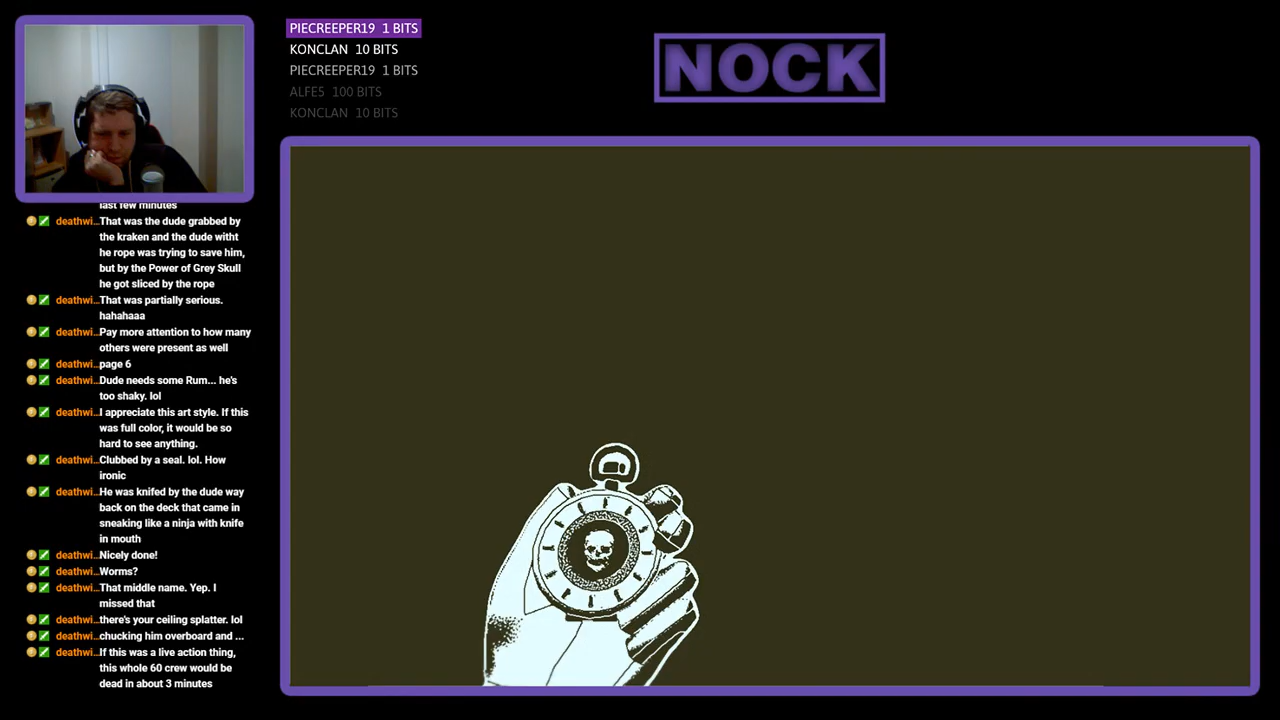 PIECREEPER19 1 BITS
KONCLAN 10 BITS
PIECREEPER19 1 BITS
ALFE5 100 BITS
KONCLAN 10 BITS
NOCK
last few minutes
deathwi... That was the dude grabbed by
the kraken and the dude witht
he rope was trying to save him,
but by the Power of Grey Skull
he got sliced by the rope
deathwi... That was partially serious.
hahahaaa
deathwi... Pay more attention to how many
others were present as well
deathwi... page 6
deathwi... Dude needs some Rum... he's
too shaky. lol
deathwi... I appreciate this art style. If this
was full color, it would be so
hard to see anything.
deathwi... Clubbed by a seal. lol. How
ironic
deathwi... He was knifed by the dude way
back on the deck that came in
sneaking like a ninja with knife
in mouth
deathwi... Nicely done!
deathwi... Worms?
deathwi... That middle name. Yep. I
missed that
deathwi... there's your ceiling splatter. lol
deathwi... chucking him overboard and ...
deathwi... If this was a live action thing,
this whole 60 crew would be
dead in about 3 minutes